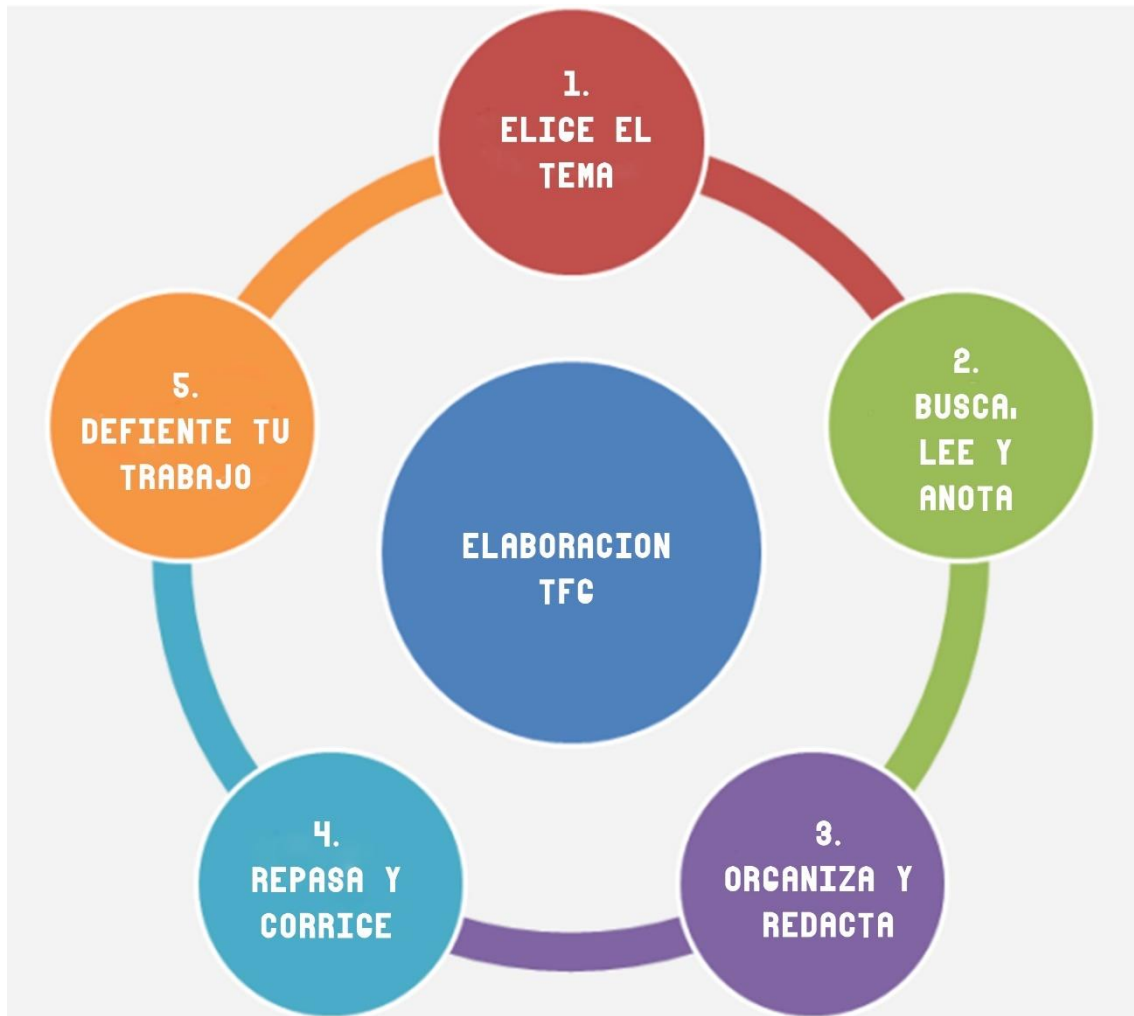 1.
ELIGE EL
TEMA
2.
BUSCA,
LEE Y
ANOTA
3.
ORGANIZA Y
REDACTA
4.
REPASA Y
CORRIGE
5.
DEFIENTE TU
TRABAJO
ELABORACION
TFG